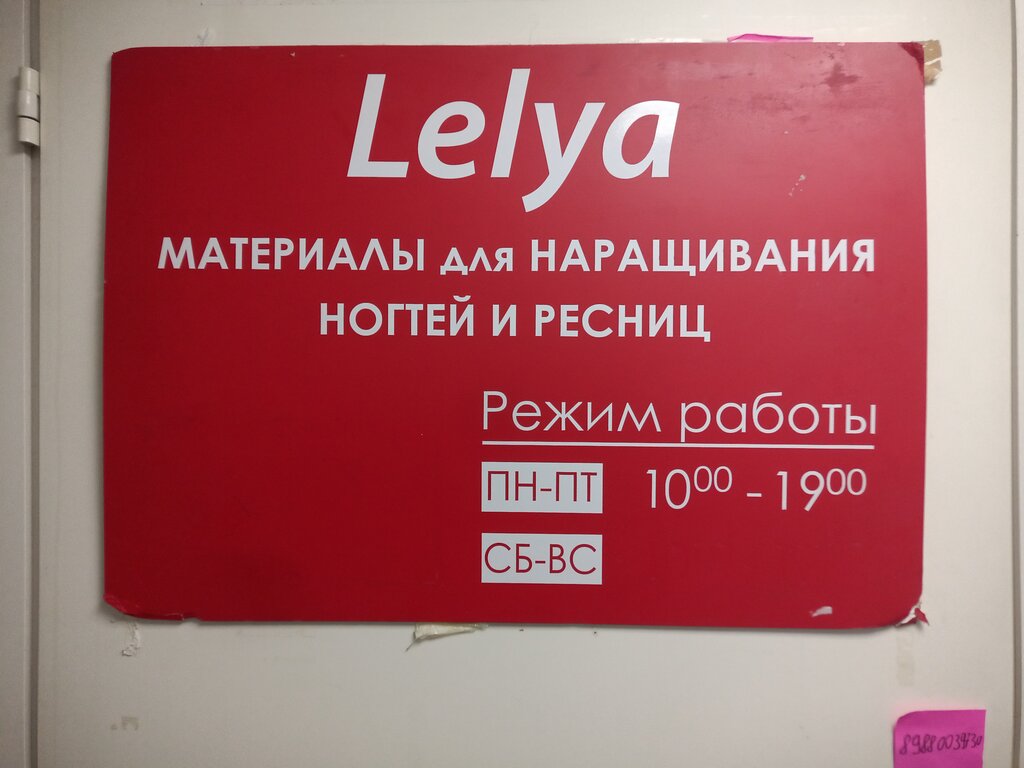 Lelya
МАТЕРИАЛЫ для НАРАЩИВАНИЯ
НОГТЕЙ И РЕСНИЦ
Режим работы
ПН-ПТ 10⁰⁰ - 19⁰⁰
СБ-ВС